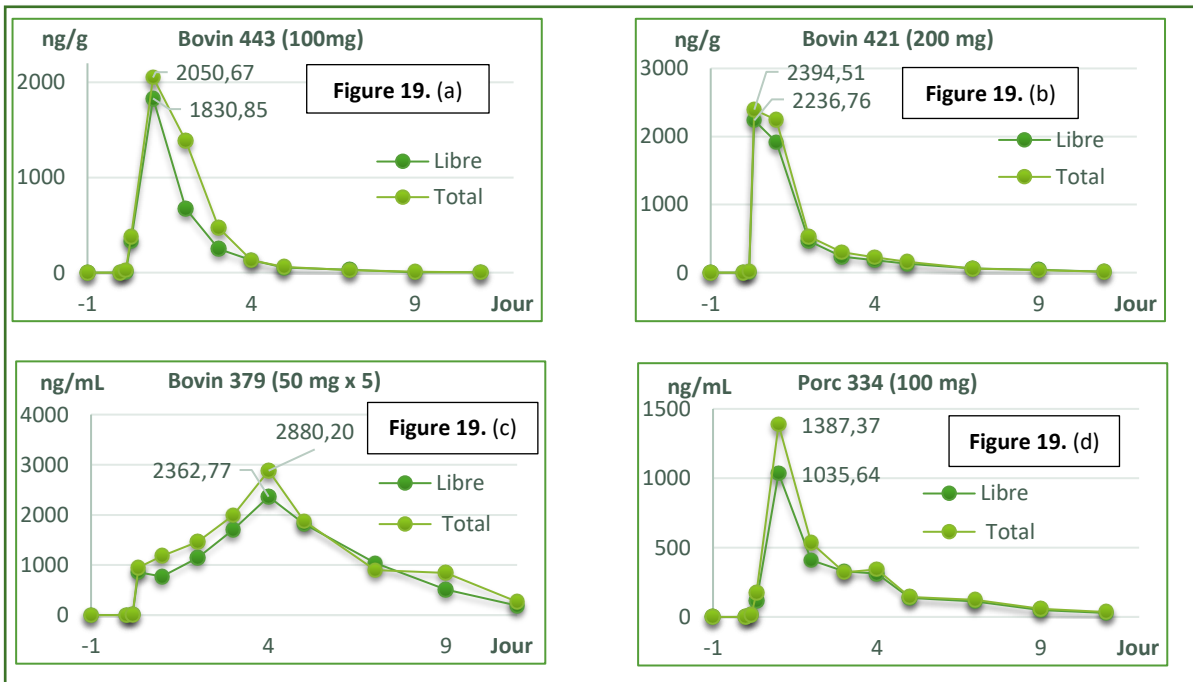 ng/g Bovin 443 (100mg)
2000
2050,67
1830,85
Figure 19. (a)
Libre
1000
Total
0
-1 4 9 Jour
ng/g Bovin 421 (200 mg)
3000
2394,51
2236,76
Figure 19. (b)
2000
Libre
Total
1000
0
-1 4 9 Jour
ng/mL Bovin 379 (50 mg x 5)
4000
2880,20
Figure 19. (c)
3000
2362,77
Libre
2000
Total
1000
0
-1 4 9 Jour
ng/mL Porc 334 (100 mg)
1500
1387,37
Figure 19. (d)
1035,64
1000
Libre
Total
500
0
-1 4 9 Jour